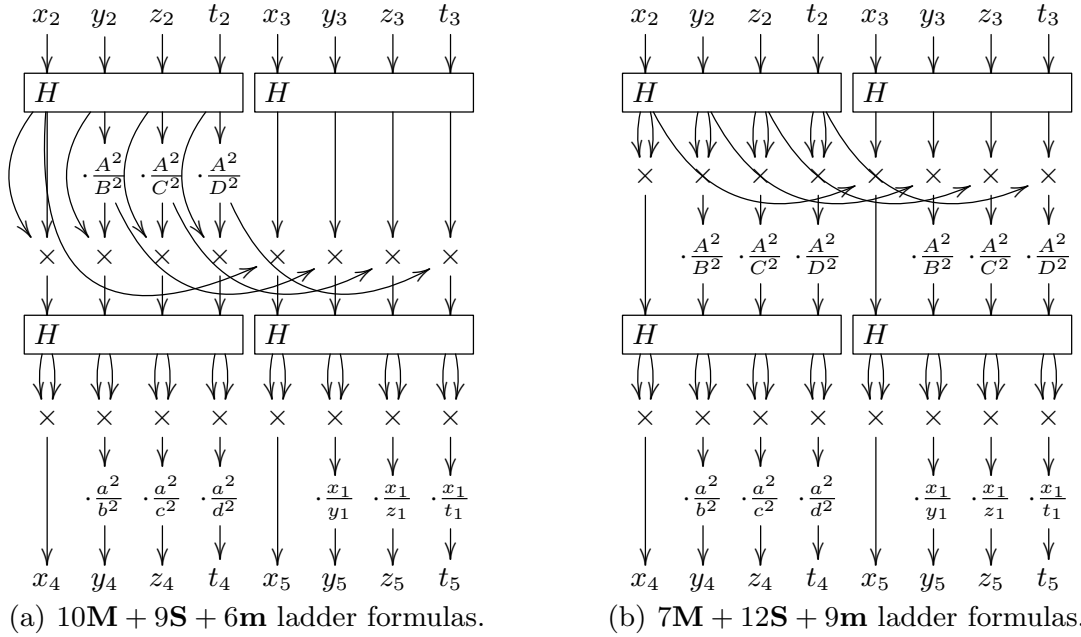 x₂ y₂ z₂ t₂ x₃ y₃ z₃ t₃ x₂ y₂ z₂ t₂ x₃ y₃ z₃ t₃
H H H H
· A²/B² · A²/C² · A²/D² × × × × × × × ×
× × × × × × × × · A²/B² · A²/C² · A²/D² · A²/B² · A²/C² · A²/D²
H H H H
× × × × × × × × × × × × × × × ×
· a²/b² · a²/c² · a²/d² · x₁/y₁ · x₁/z₁ · x₁/t₁ · a²/b² · a²/c² · a²/d² · x₁/y₁ · x₁/z₁ · x₁/t₁
x₄ y₄ z₄ t₄ x₅ y₅ z₅ t₅ x₄ y₄ z₄ t₄ x₅ y₅ z₅ t₅
(a) 10M + 9S + 6m ladder formulas. (b) 7M + 12S + 9m ladder formulas.